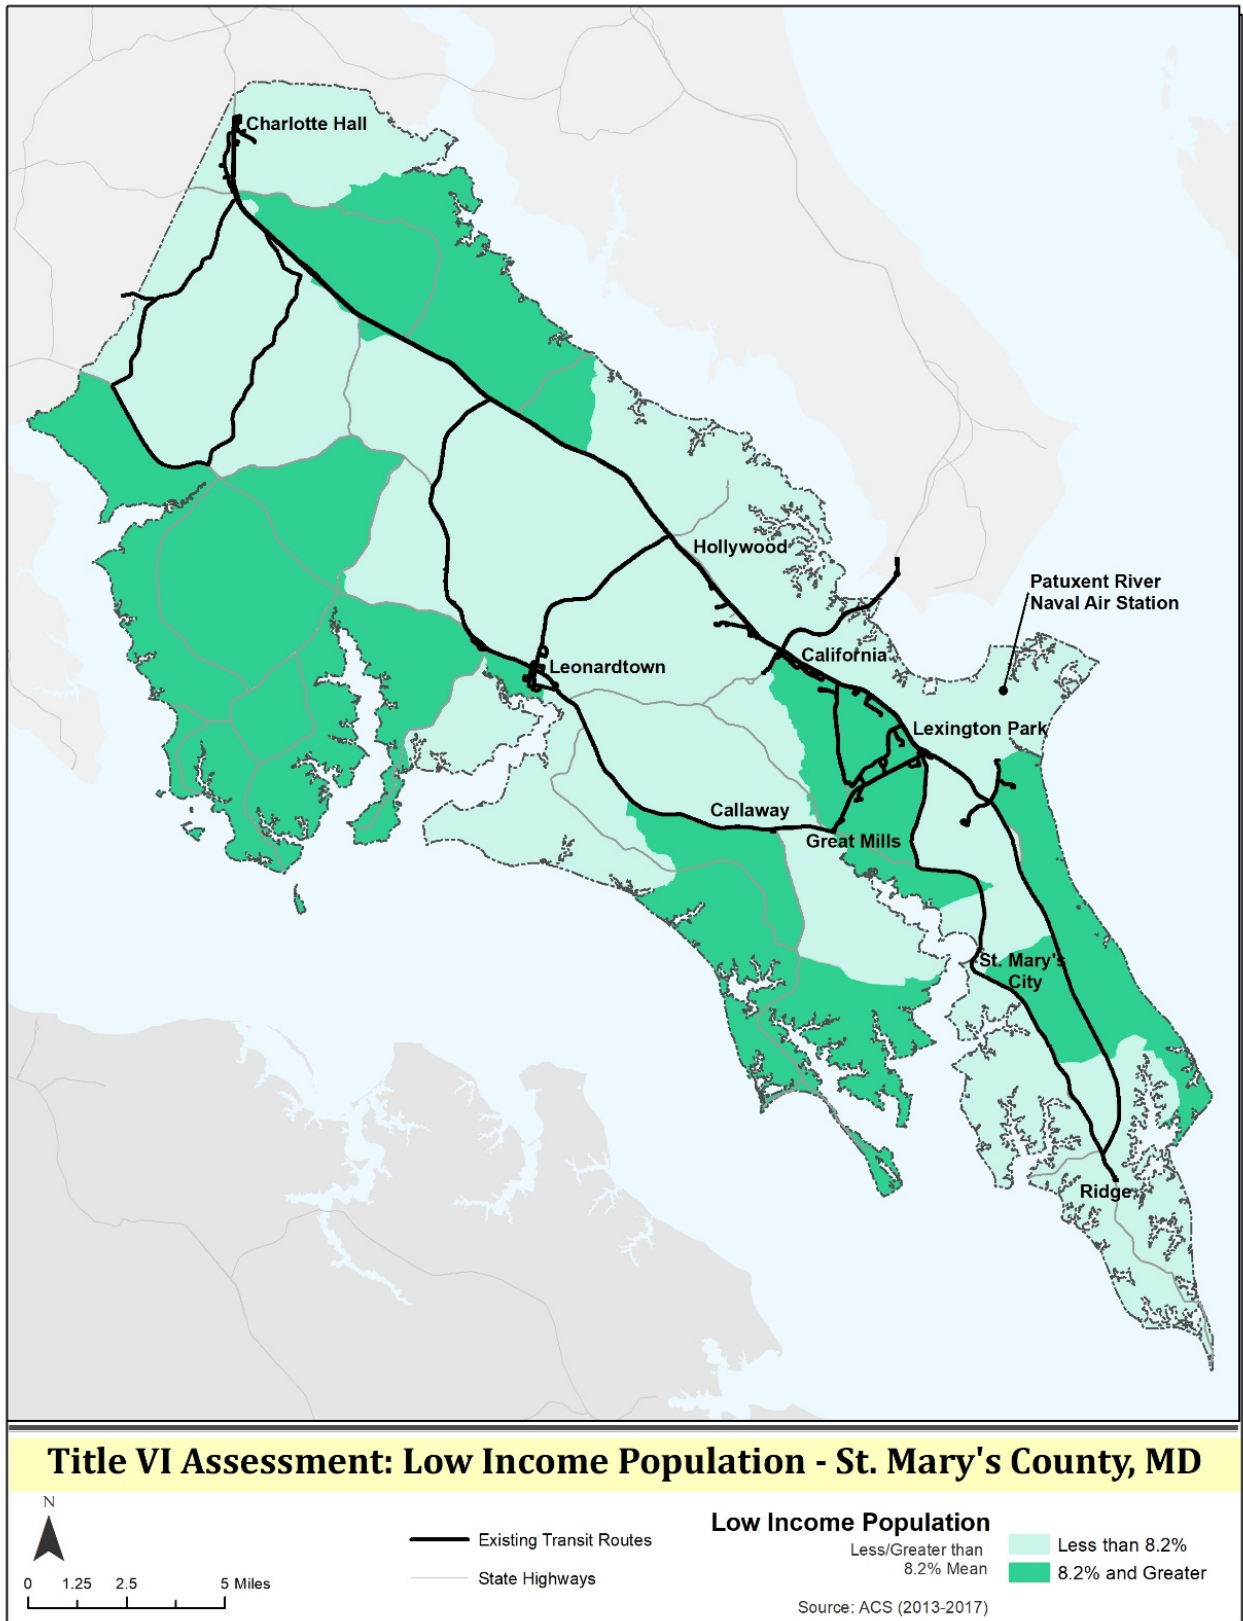 Charlotte Hall
Hollywood
Patuxent River
Naval Air Station
California
Leonardtown
Lexington Park
Callaway
Great Mills
St. Mary's
City
Ridge
Title VI Assessment: Low Income Population - St. Mary's County, MD
N
0 1.25 2.5 5 Miles
Existing Transit Routes
State Highways
Low Income Population
Less/Greater than
8.2% Mean
Less than 8.2%
8.2% and Greater
Source: ACS (2013-2017)